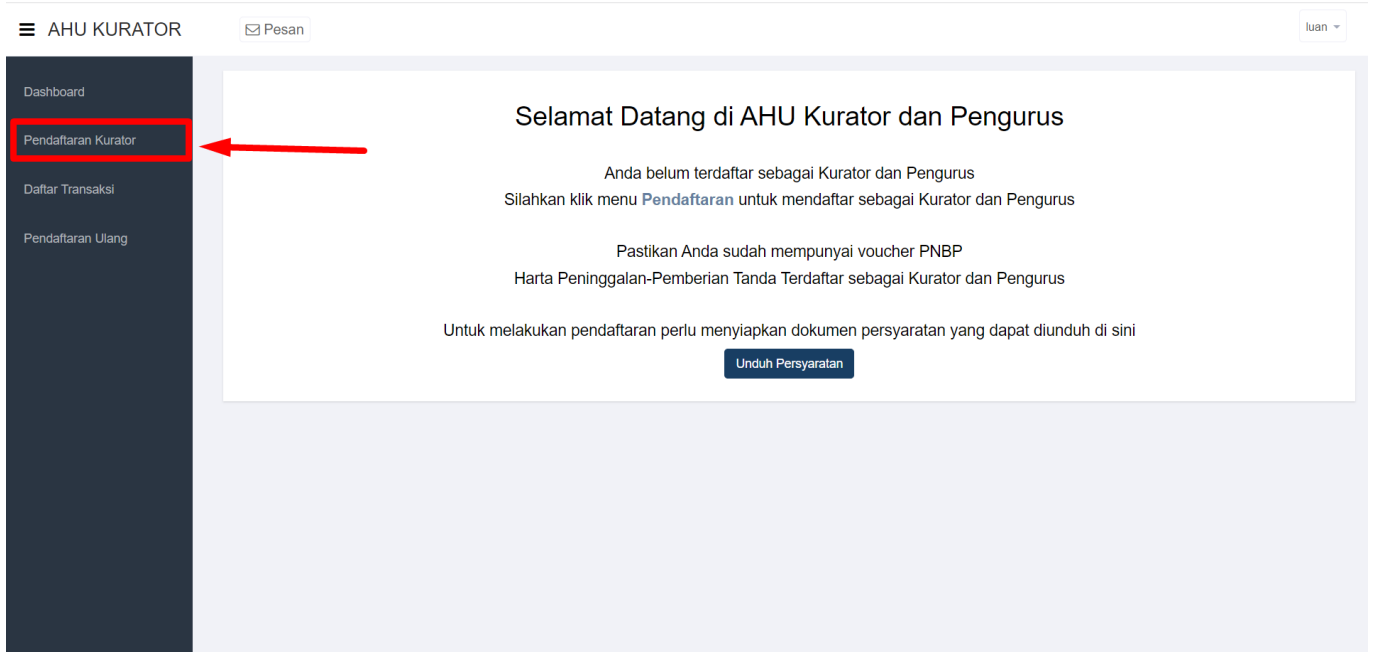 AHU KURATOR
Pesan
luan
Dashboard
Pendaftaran Kurator
Daftar Transaksi
Pendaftaran Ulang
Selamat Datang di AHU Kurator dan Pengurus
Anda belum terdaftar sebagai Kurator dan Pengurus
Silahkan klik menu Pendaftaran untuk mendaftar sebagai Kurator dan Pengurus
Pastikan Anda sudah mempunyai voucher PNBP
Harta Peninggalan-Pemberian Tanda Terdaftar sebagai Kurator dan Pengurus
Untuk melakukan pendaftaran perlu menyiapkan dokumen persyaratan yang dapat diunduh di sini
Unduh Persyaratan